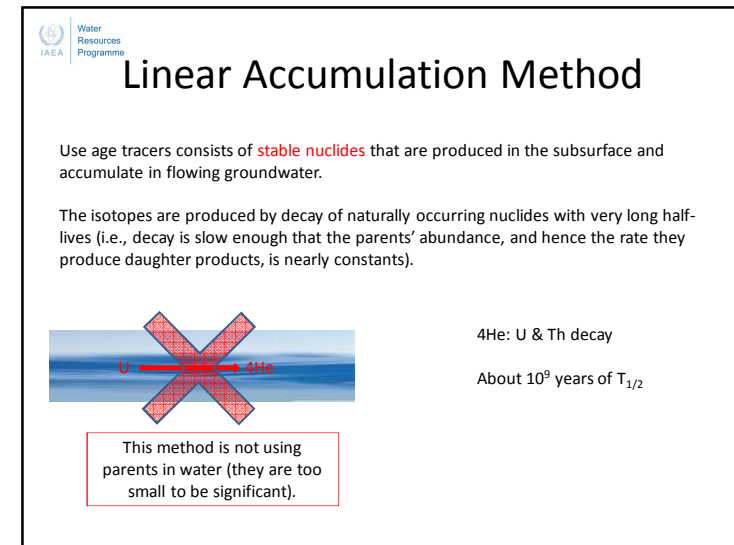 Water
Resources
Programme
IAEA
Linear Accumulation Method
Use age tracers consists of stable nuclides that are produced in the subsurface and
accumulate in flowing groundwater.
The isotopes are produced by decay of naturally occurring nuclides with very long half-
lives (i.e., decay is slow enough that the parents’ abundance, and hence the rate they
produce daughter products, is nearly constants).
U 4He
4He: U & Th decay
About 10⁹ years of T₁/₂
This method is not using
parents in water (they are too
small to be significant).